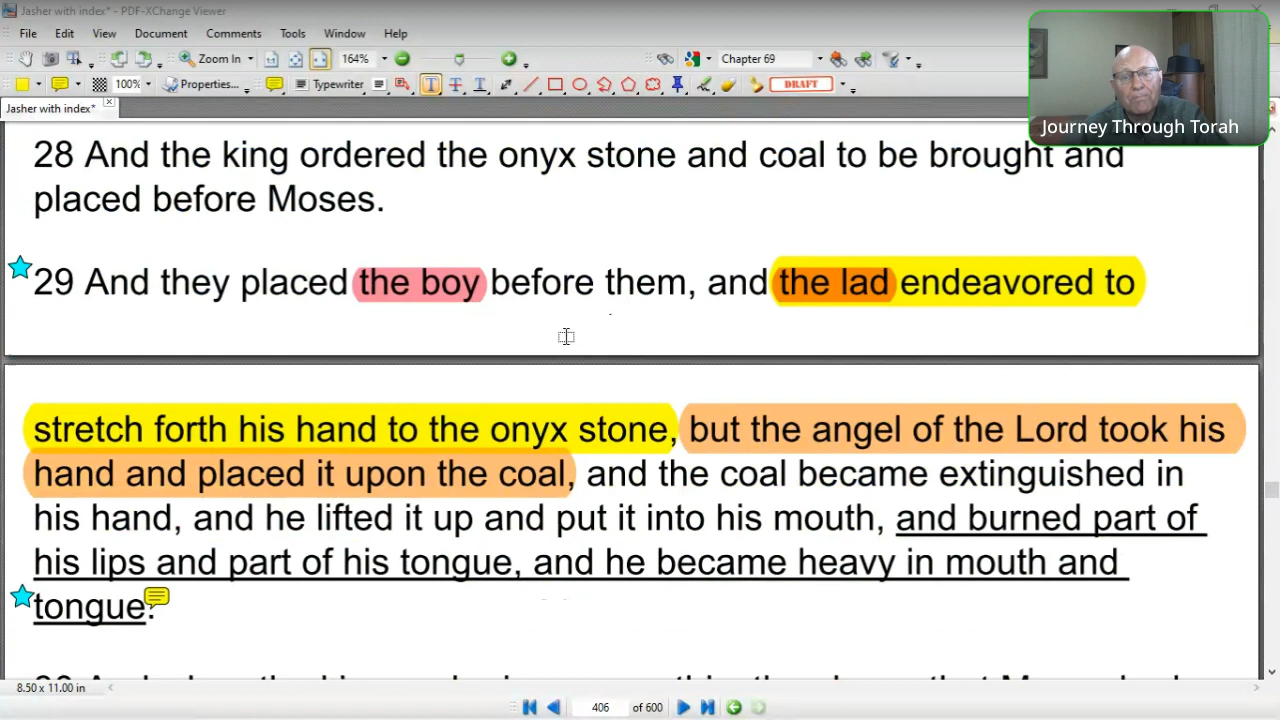 Jasher with index* - PDF-XChange Viewer
File Edit View Document Comments Tools Window Help
Zoom In 164% Chapter 69
100% Properties... Typewriter DRAFT
Jasher with index*
Journey Through Torah
28 And the king ordered the onyx stone and coal to be brought and
placed before Moses.
29 And they placed the boy before them, and the lad endeavored to
stretch forth his hand to the onyx stone, but the angel of the Lord took his
hand and placed it upon the coal, and the coal became extinguished in
his hand, and he lifted it up and put it into his mouth, and burned part of
his lips and part of his tongue, and he became heavy in mouth and
tongue.
8.50 x 11.00 in
406 of 600